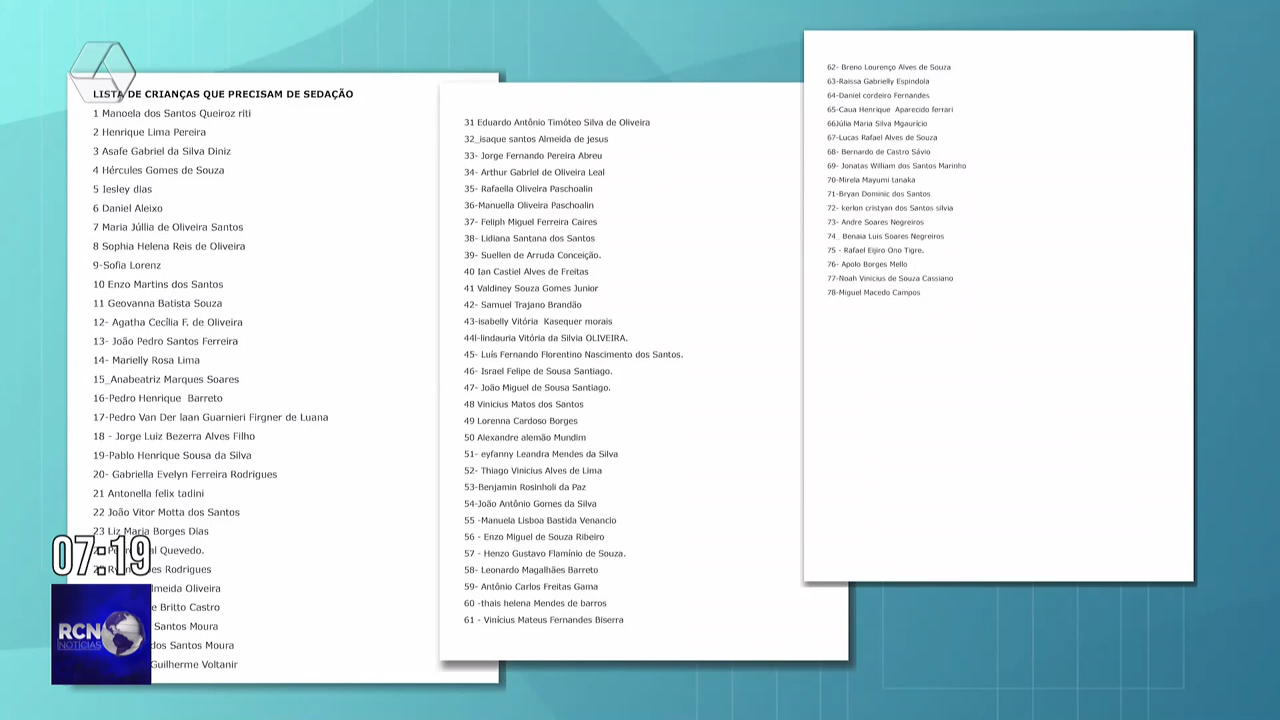 LISTA DE CRIANÇAS QUE PRECISAM DE SEDAÇÃO
1 Manoela dos Santos Queiroz riti
2 Henrique Lima Pereira
3 Asafe Gabriel da Silva Diniz
4 Hércules Gomes de Souza
5 Iesley dias
6 Daniel Aleixo
7 Maria Júllia de Oliveira Santos
8 Sophia Helena Reis de Oliveira
9-Sofia Lorenz
10 Enzo Martins dos Santos
11 Geovanna Batista Souza
12- Agatha Cecília F. de Oliveira
13- João Pedro Santos Ferreira
14- Marielly Rosa Lima
15_Anabeatriz Marques Soares
16-Pedro Henrique  Barreto
17-Pedro Van Der laan Guarnieri Firgner de Luana
18 - Jorge Luiz Bezerra Alves Filho
19-Pablo Henrique Sousa da Silva
20- Gabriella Evelyn Ferreira Rodrigues
21 Antonella felix tadini
22 João Vitor Motta dos Santos
23 Liz Maria Borges Dias
Quevedo.
Rodrigues
Oliveira
Britto Castro
Santos Moura
dos Santos Moura
Guilherme Voltanir
07:19
RCN
NOTÍCIAS
31 Eduardo Antônio Timóteo Silva de Oliveira
32_isaque santos Almeida de jesus
33- Jorge Fernando Pereira Abreu
34- Arthur Gabriel de Oliveira Leal
35- Rafaella Oliveira Paschoalin
36-Manuella Oliveira Paschoalin
37- Feliph Miguel Ferreira Caires
38- Lidiana Santana dos Santos
39- Suellen de Arruda Conceição.
40 Ian Castiel Alves de Freitas
41 Valdiney Souza Gomes Junior
42- Samuel Trajano Brandão
43-isabelly Vitória  Kasequer morais
44l-lindauria Vitória da Silvia OLIVEIRA.
45- Luís Fernando Florentino Nascimento dos Santos.
46- Israel Felipe de Sousa Santiago.
47- João Miguel de Sousa Santiago.
48 Vinicius Matos dos Santos
49 Lorenna Cardoso Borges
50 Alexandre alemão Mundim
51- eyfanny Leandra Mendes da Silva
52- Thiago Vinicius Alves de Lima
53-Benjamin Rosinholi da Paz
54-João Antônio Gomes da Silva
55 -Manuela Lisboa Bastida Venancio
56 - Enzo Miguel de Souza Ribeiro
57 - Henzo Gustavo Flamínio de Souza.
58- Leonardo Magalhães Barreto
59- Antônio Carlos Freitas Gama
60 -thais helena Mendes de barros
61 - Vinícius Mateus Fernandes Biserra
62- Breno Lourenço Alves de Souza
63-Raissa Gabrielly Espindola
64-Daniel cordeiro Fernandes
65-Caua Henrique  Aparecido ferrari
66Júlia Maria Silva Mgaurício
67-Lucas Rafael Alves de Souza
68- Bernardo de Castro Sávio
69- Jonatas William dos Santos Marinho
70-Mirela Mayumi tanaka
71-Bryan Dominic dos Santos
72- kerlon cristyan dos Santos silvia
73- Andre Soares Negreiros
74_ Benaia Luis Soares Negreiros
75 - Rafael Eijiro Ono Tigre.
76- Apolo Borges Mello
77-Noah Vinicius de Souza Cassiano
78-Miguel Macedo Campos